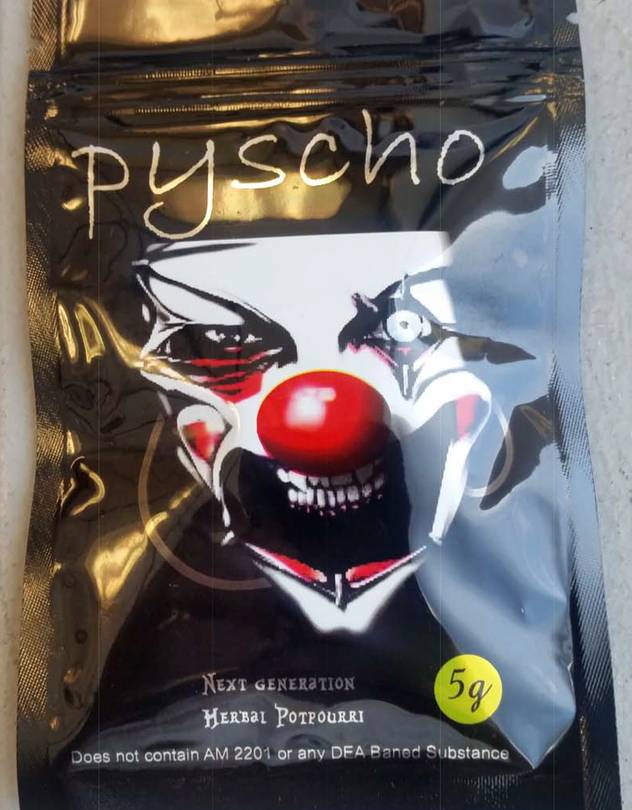 pyscho
Next generation
5g
Herbal Potpourri
Does not contain AM 2201 or any DEA Baned Substance